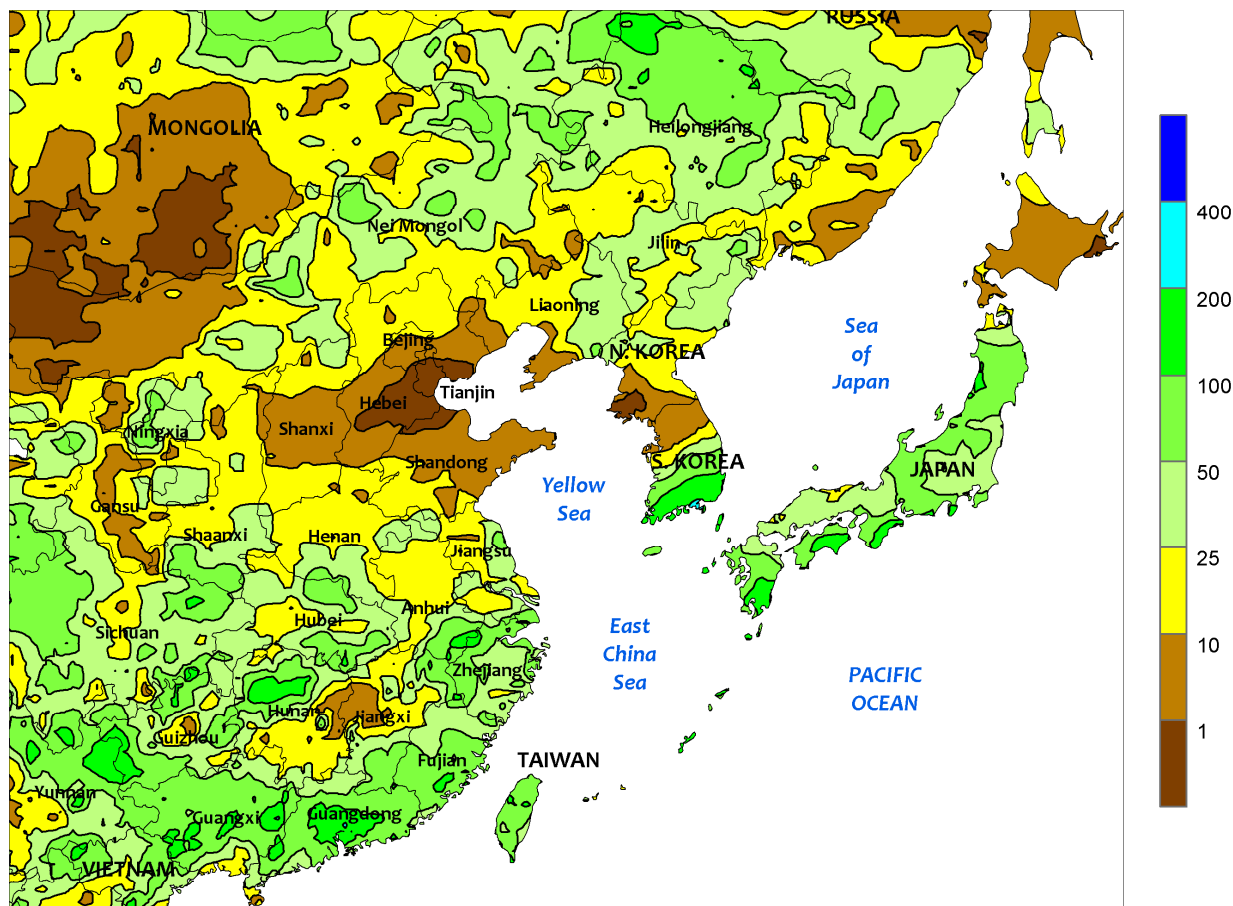 RUSSIA
MONGOLIA
Heilongjiang
400
Nei Mongol
Jilin
200
Liaoning
Sea
of
Japan
Bejing
N. KOREA
100
Hebei
Tianjin
Ningxia
Shanxi
Shandong
S. KOREA
JAPAN
50
Yellow
Sea
Gansu
Shaanxi
Henan
Jiangsu
25
Anhui
Hubei
Sichuan
East
China
Sea
10
Zhejiang
PACIFIC
OCEAN
Hunan
Jiangxi
1
Guizhou
Fujian
TAIWAN
Yunnan
Guangxi
Guangdong
VIETNAM